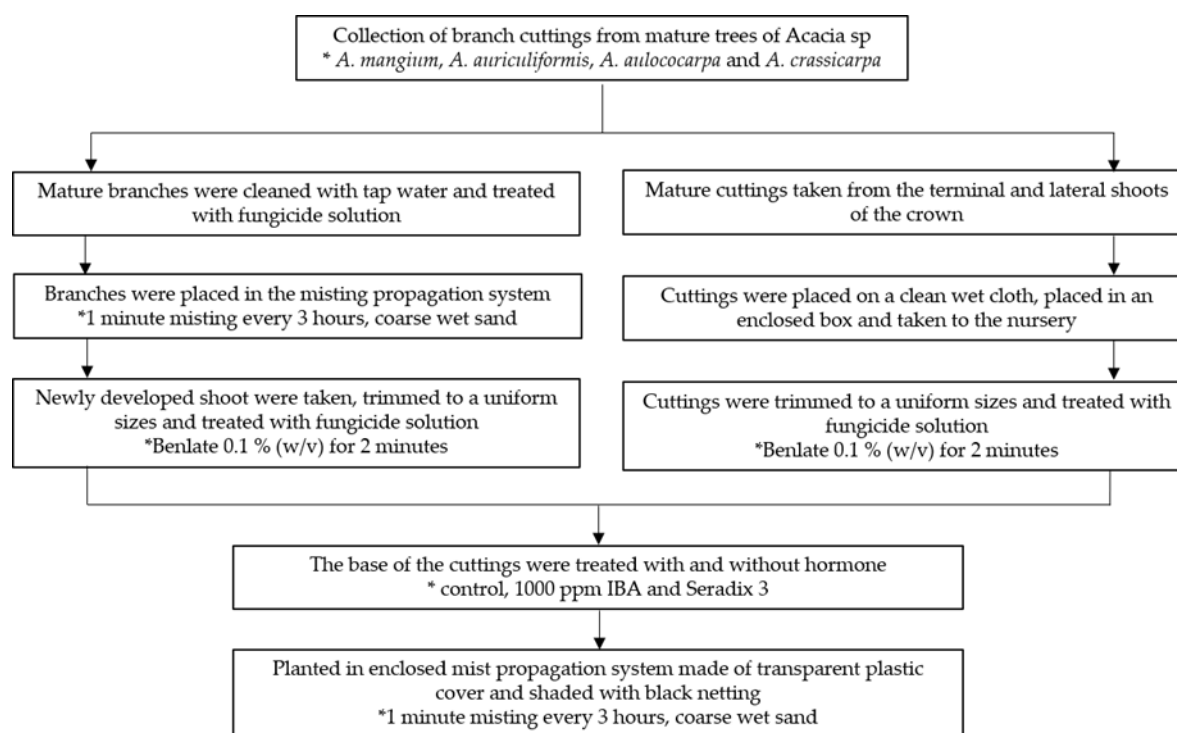 Collection of branch cuttings from mature trees of Acacia sp
* A. mangium, A. auriculiformis, A. aulococarpa and A. crassicarpa
Mature branches were cleaned with tap water and treated
with fungicide solution
Branches were placed in the misting propagation system
*1 minute misting every 3 hours, coarse wet sand
Newly developed shoot were taken, trimmed to a uniform
sizes and treated with fungicide solution
*Benlate 0.1 % (w/v) for 2 minutes
Mature cuttings taken from the terminal and lateral shoots
of the crown
Cuttings were placed on a clean wet cloth, placed in an
enclosed box and taken to the nursery
Cuttings were trimmed to a uniform sizes and treated with
fungicide solution
*Benlate 0.1 % (w/v) for 2 minutes
The base of the cuttings were treated with and without hormone
* control, 1000 ppm IBA and Seradix 3
Planted in enclosed mist propagation system made of transparent plastic
cover and shaded with black netting
*1 minute misting every 3 hours, coarse wet sand